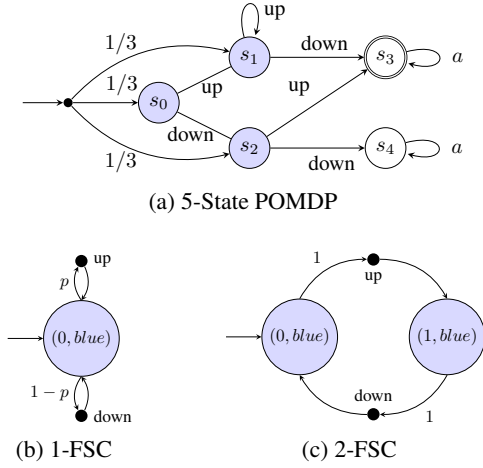 up
1/3
s₁
down
s₃
a
1/3
s₀
up
up
down
1/3
s₂
down
s₄
a
(a) 5-State POMDP
up
p
(0, blue)
1 − p
down
(b) 1-FSC
1
up
(0, blue)
(1, blue)
down
1
(c) 2-FSC